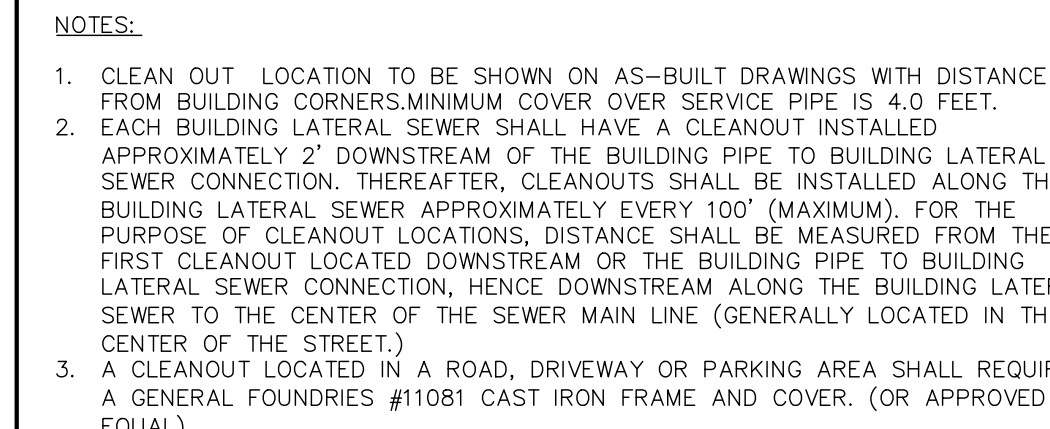 NOTES:
1. CLEAN OUT LOCATION TO BE SHOWN ON AS-BUILT DRAWINGS WITH DISTANCE
FROM BUILDING CORNERS.MINIMUM COVER OVER SERVICE PIPE IS 4.0 FEET.
2. EACH BUILDING LATERAL SEWER SHALL HAVE A CLEANOUT INSTALLED
APPROXIMATELY 2' DOWNSTREAM OF THE BUILDING PIPE TO BUILDING LATERAL
SEWER CONNECTION. THEREAFTER, CLEANOUTS SHALL BE INSTALLED ALONG TH
BUILDING LATERAL SEWER APPROXIMATELY EVERY 100' (MAXIMUM). FOR THE
PURPOSE OF CLEANOUT LOCATIONS, DISTANCE SHALL BE MEASURED FROM THE
FIRST CLEANOUT LOCATED DOWNSTREAM OR THE BUILDING PIPE TO BUILDING
LATERAL SEWER CONNECTION, HENCE DOWNSTREAM ALONG THE BUILDING LATE
SEWER TO THE CENTER OF THE SEWER MAIN LINE (GENERALLY LOCATED IN TH
CENTER OF THE STREET.)
3. A CLEANOUT LOCATED IN A ROAD, DRIVEWAY OR PARKING AREA SHALL REQUI
A GENERAL FOUNDRIES #11081 CAST IRON FRAME AND COVER. (OR APPROVED
EQUAL)